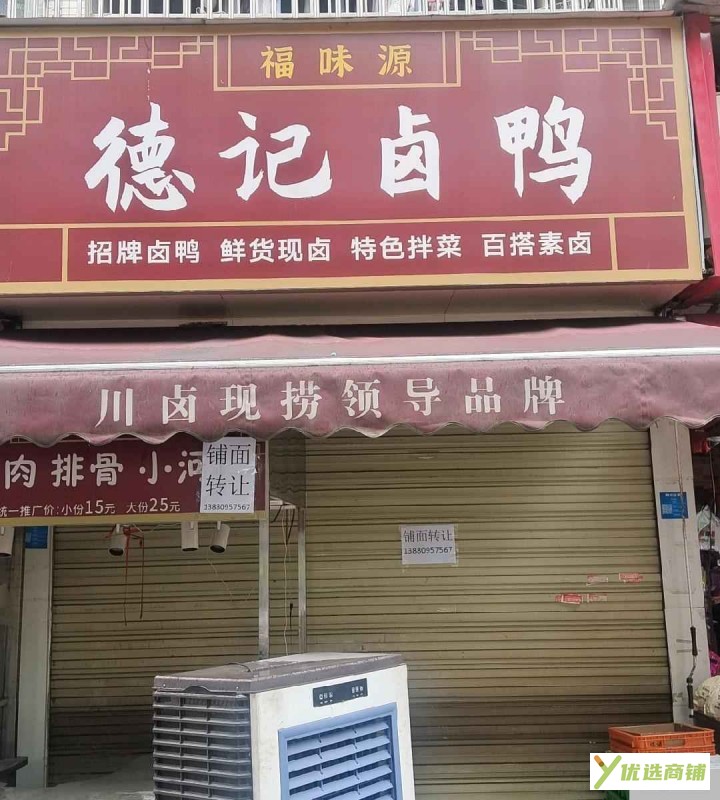 福味源
德记卤鸭
招牌卤鸭 鲜货现卤 特色拌菜 百搭素卤
川卤现捞领导品牌
肉 排骨 小河
统一推广价:小份15元 大份25元
铺面
转让
13880957567
铺面转让
13880957567
优选商铺